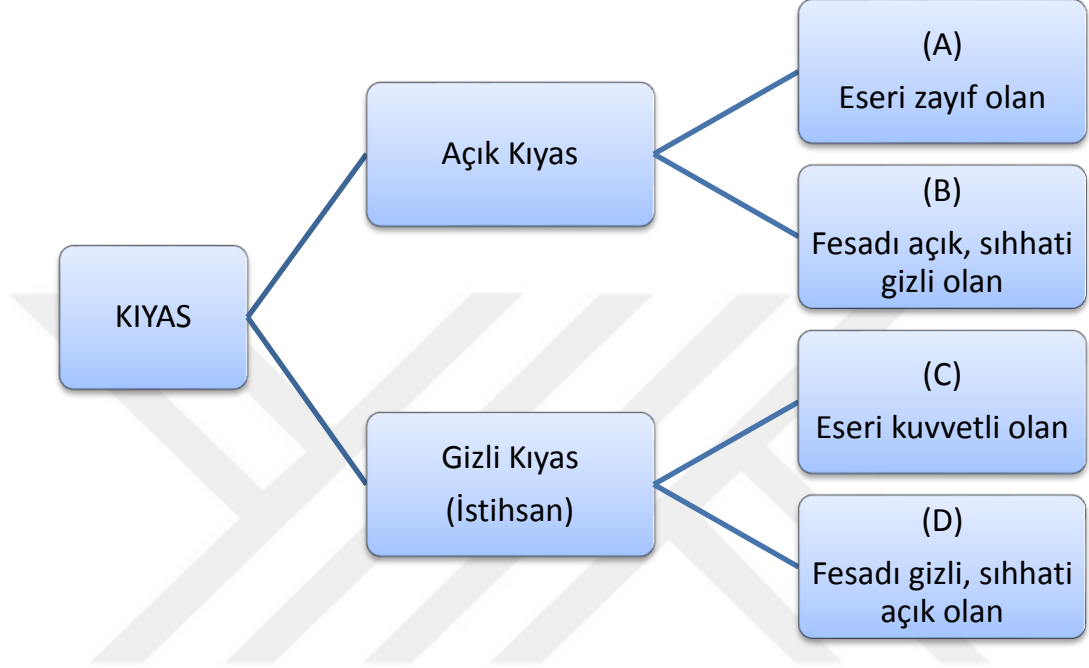 KIYAS
Açık Kıyas
(A)
Eseri zayıf olan
(B)
Fesadı açık, sıhhati
gizli olan
Gizli Kıyas
(İstihsan)
(C)
Eseri kuvvetli olan
(D)
Fesadı gizli, sıhhati
açık olan